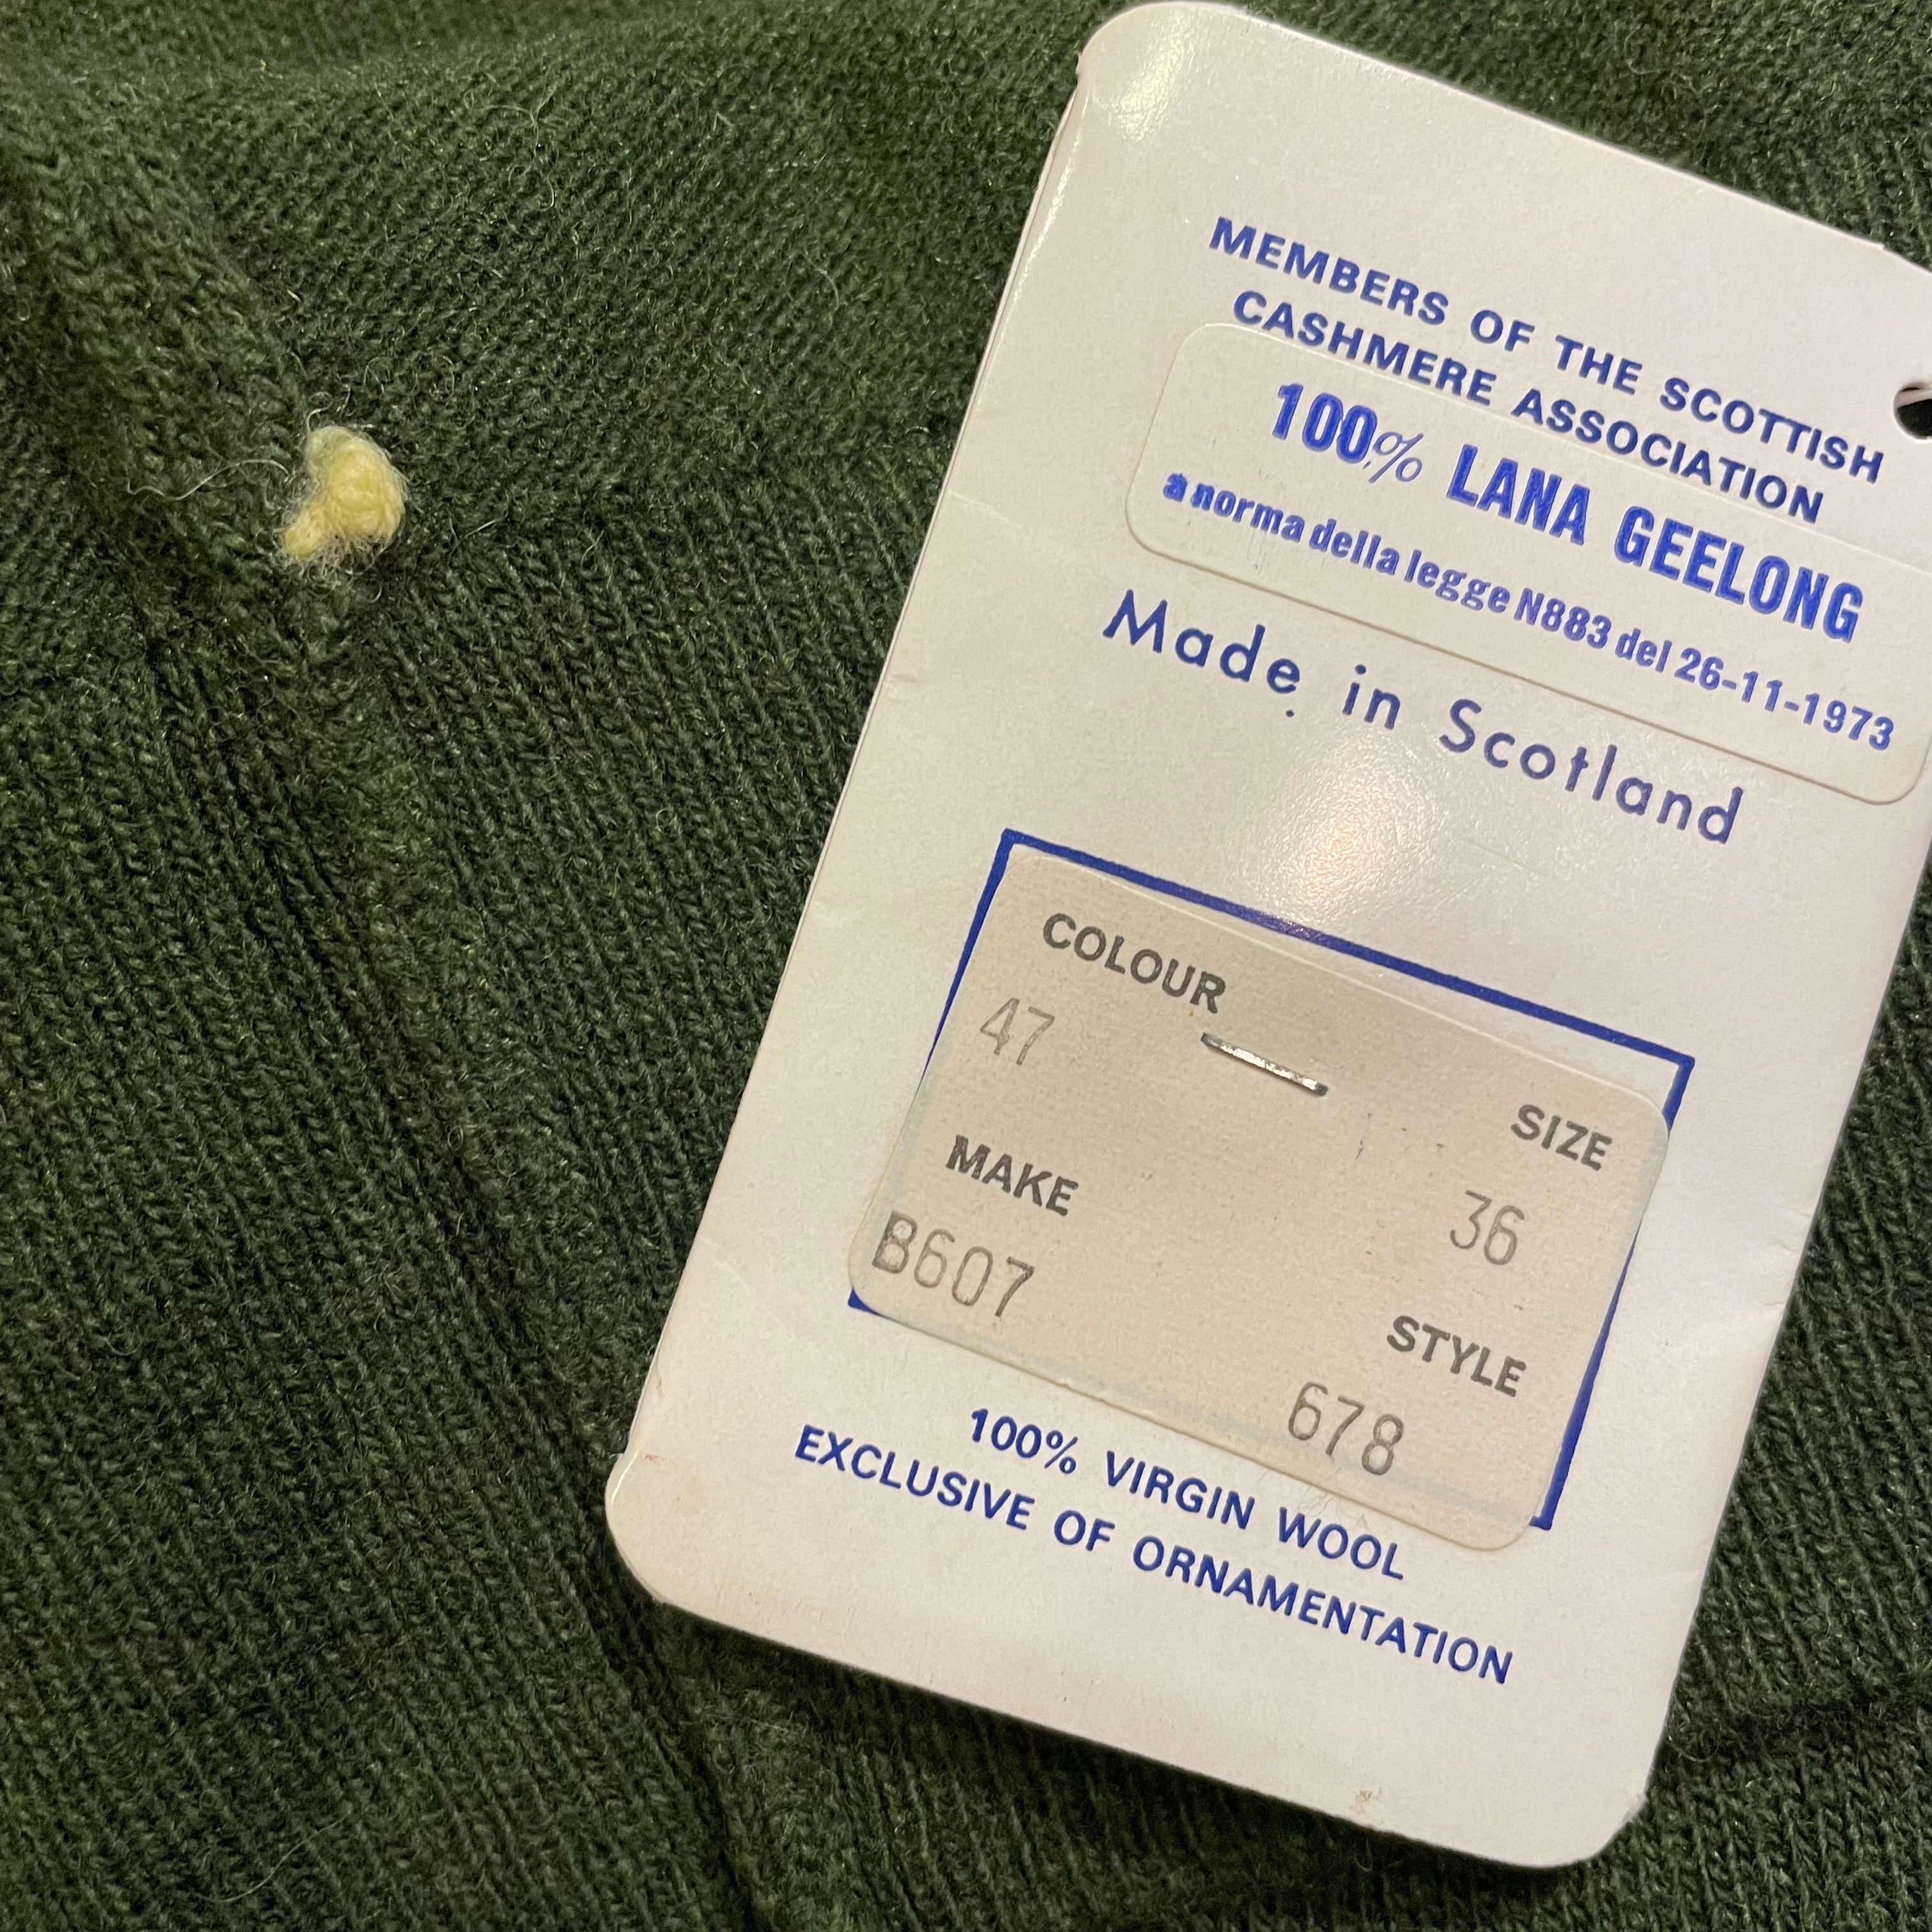 MEMBERS OF THE SCOTTISH
CASHMERE ASSOCIATION
100% LANA GEELONG
a norma della legge N883 del 26-11-1973
Made in Scotland
COLOUR
47
SIZE
36
MAKE
B607
STYLE
678
100% VIRGIN WOOL
EXCLUSIVE OF ORNAMENTATION